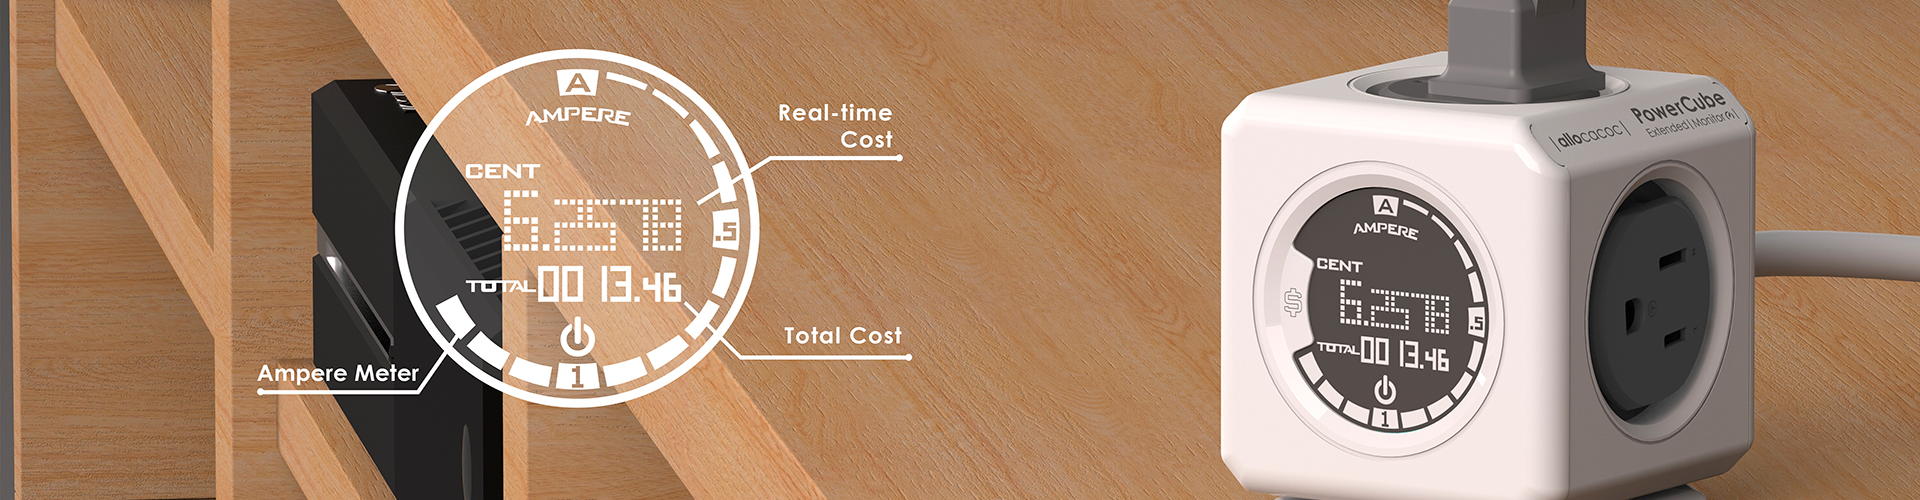 A
AMPERE
Real-time
Cost
CENT
6.2578
.5
TOTAL 00 13.46
Total Cost
1
Ampere Meter
|allocacoc|
PowerCube
Extended|Monitor
A
AMPERE
CENT
$
6.2578
.5
TOTAL 00 13.46
1